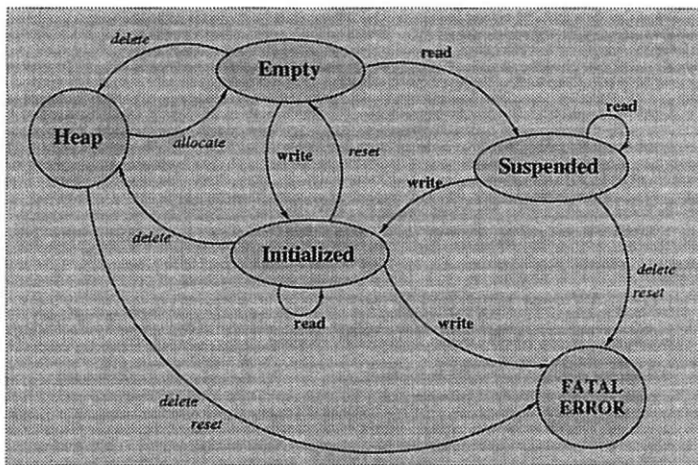 delete
Empty
read
read
Heap
allocate
write
reset
Suspended
write
delete
Initialized
delete
reset
read
write
FATAL
ERROR
delete
reset